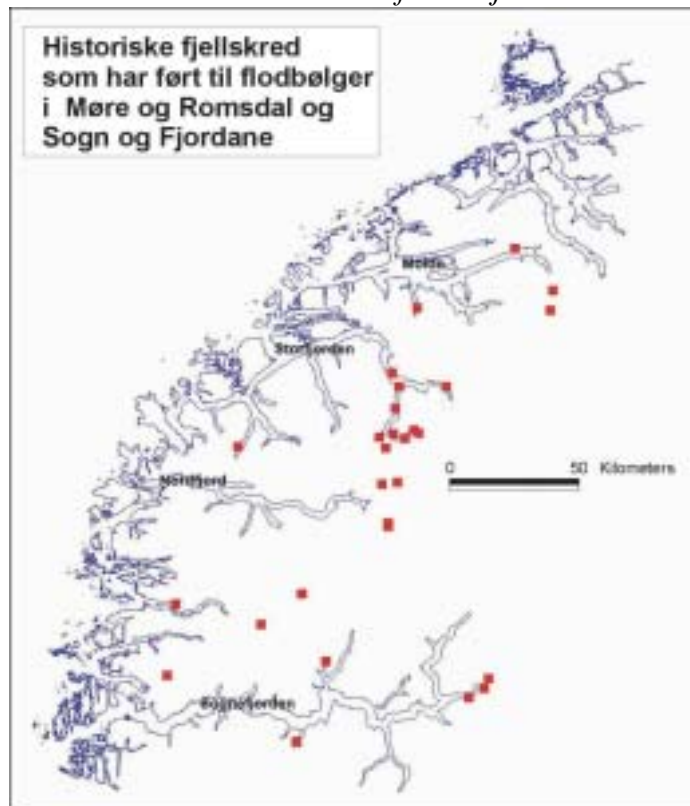 Historiske fjellskred
som har ført til flodbølger
i Møre og Romsdal og
Sogn og Fjordane
Molde
Storfjorden
0 50 Kilometers
Nordfjord
Sognefjorden